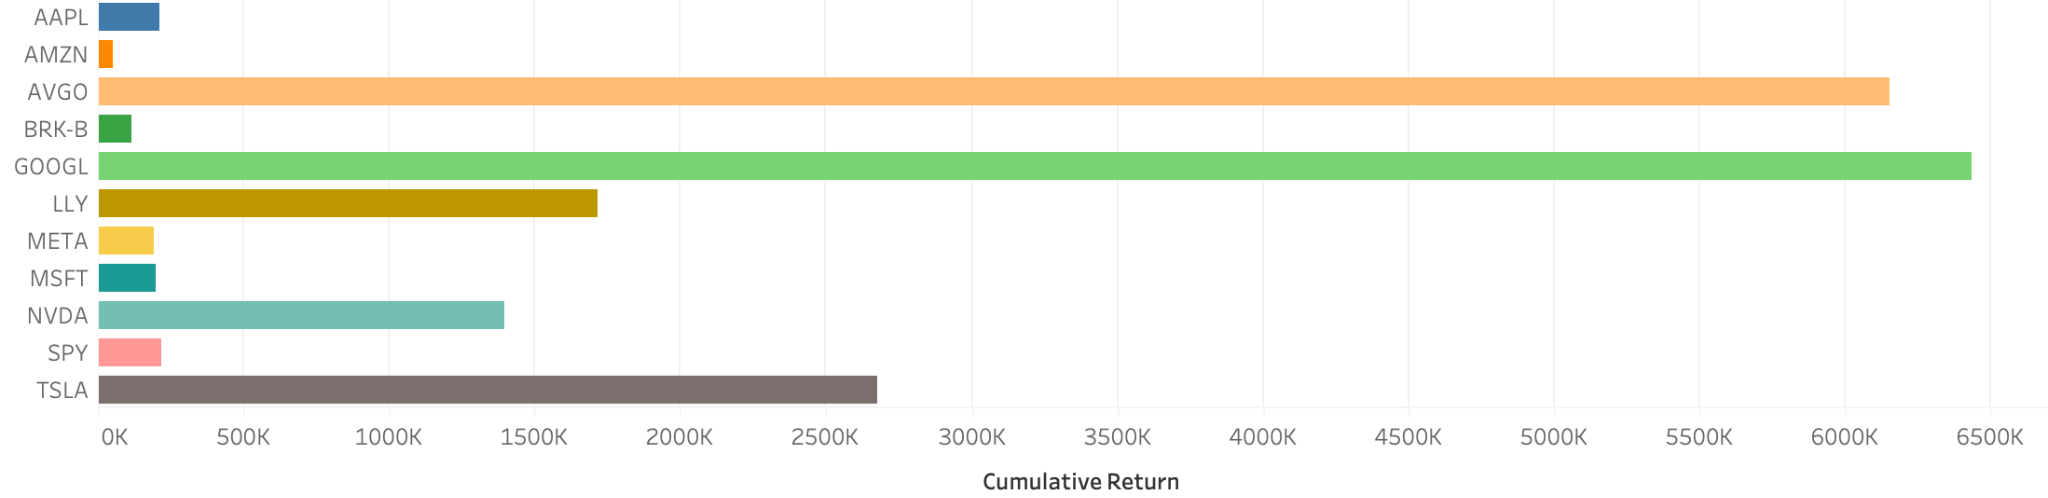 AAPL
AMZN
AVGO
BRK-B
GOOGL
LLY
META
MSFT
NVDA
SPY
TSLA
0K 500K 1000K 1500K 2000K 2500K 3000K 3500K 4000K 4500K 5000K 5500K 6000K 6500K
Cumulative Return